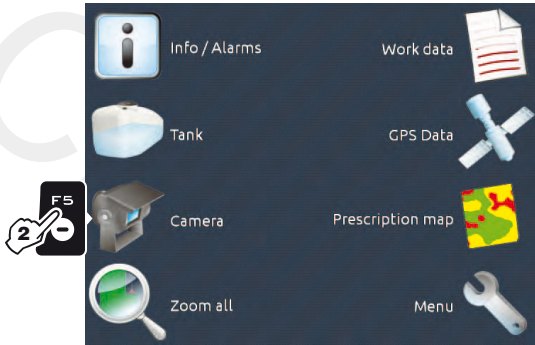 Info / Alarms
Work data
Tank
GPS Data
F5
2
Camera
Prescription map
Zoom all
Menu